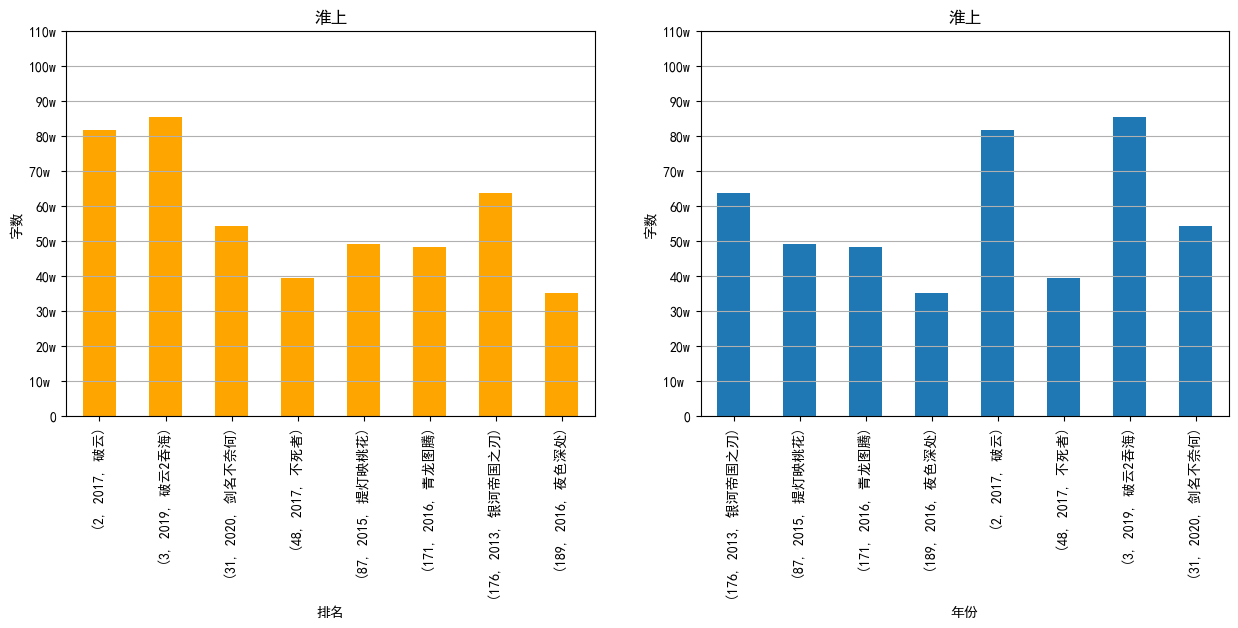 淮上
110w
100w
90w
80w
70w
60w
50w
40w
30w
20w
10w
0
字数
(2, 2017, 破云)
(3, 2019, 破云2吞海)
(31, 2020, 剑名不奈何)
(48, 2017, 不死者)
(87, 2015, 提灯映桃花)
(171, 2016, 青龙图腾)
(176, 2013, 银河帝国之刃)
(189, 2016, 夜色深处)
排名
淮上
110w
100w
90w
80w
70w
60w
50w
40w
30w
20w
10w
0
字数
(176, 2013, 银河帝国之刃)
(87, 2015, 提灯映桃花)
(171, 2016, 青龙图腾)
(189, 2016, 夜色深处)
(2, 2017, 破云)
(48, 2017, 不死者)
(3, 2019, 破云2吞海)
(31, 2020, 剑名不奈何)
年份